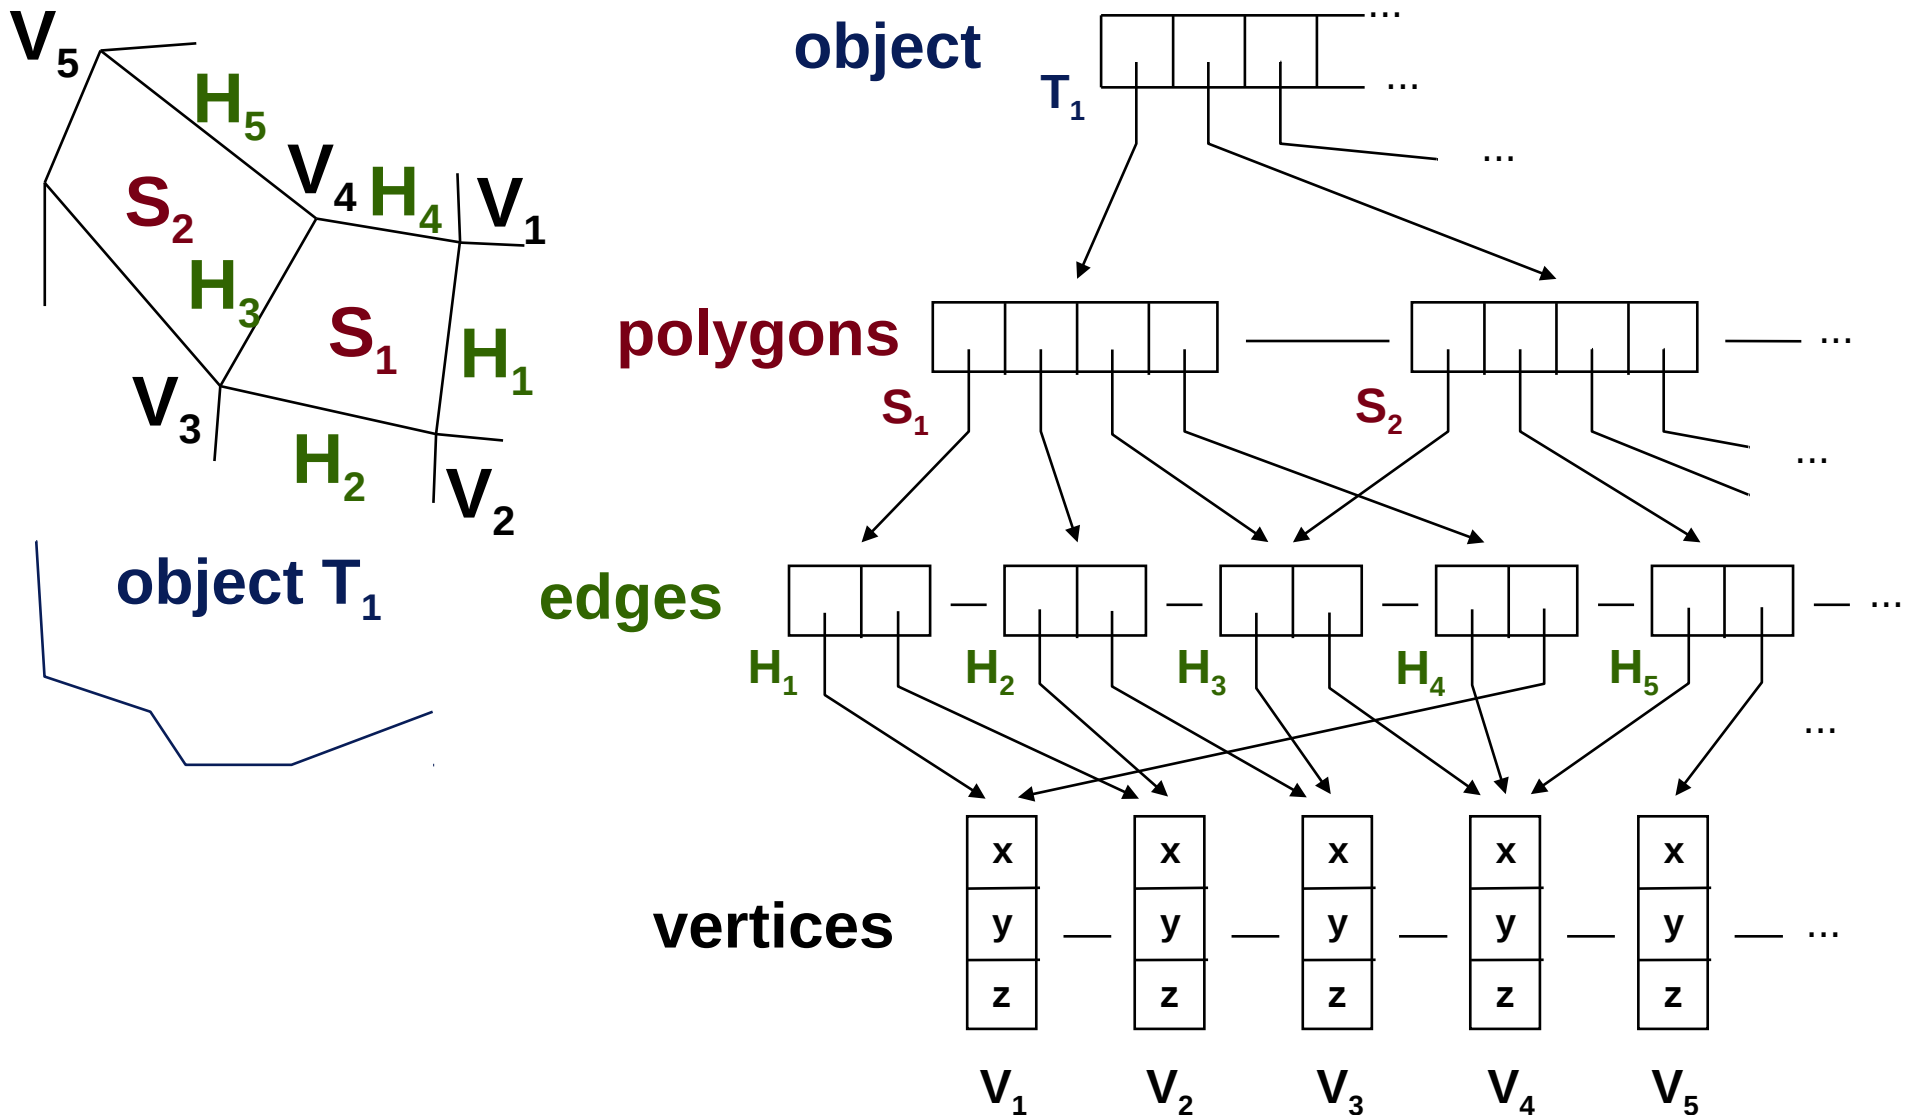 V5
H5
V4
H4
V1
S2
H3
S1
H1
V3
H2
V2
object T1
object
...
T1
...
...
polygons
...
S1
S2
...
edges
...
H1
H2
H3
H4
H5
...
x x x x x
vertices
y y y y y
...
z z z z z
V1 V2 V3 V4 V5